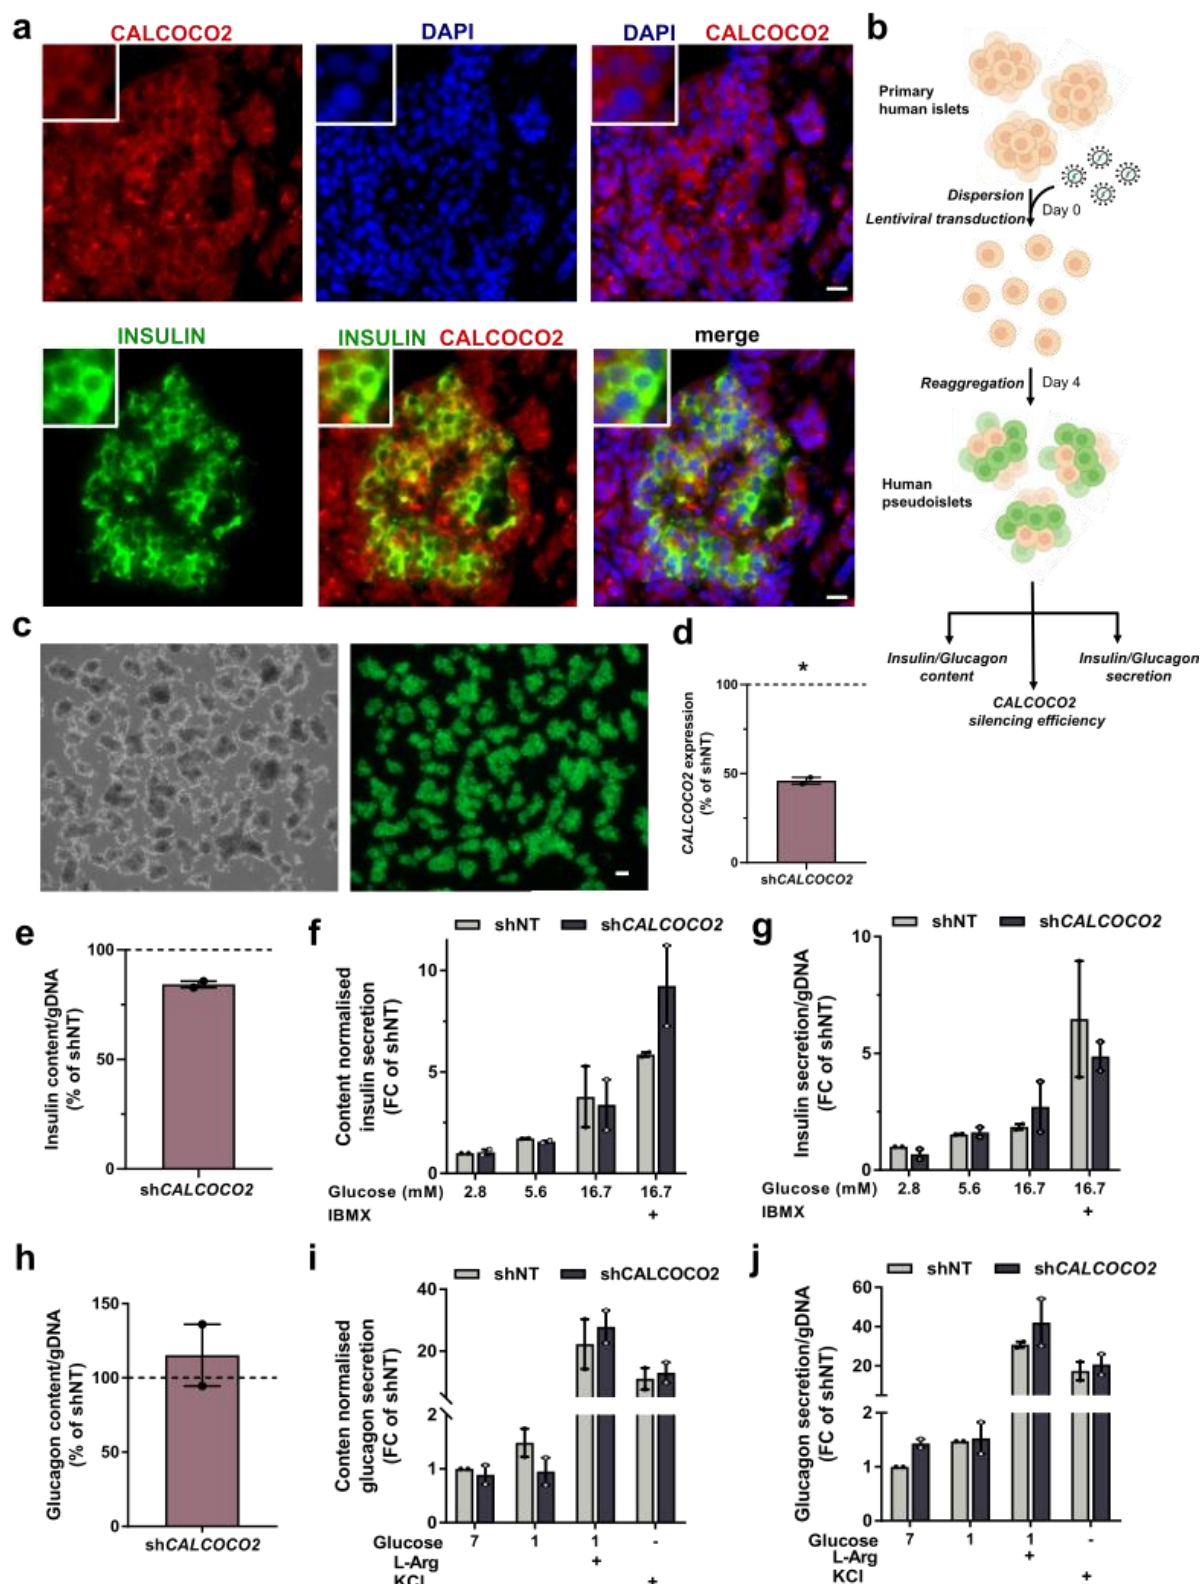 a
CALCOCO2
DAPI
DAPI CALCOCO2
INSULIN
INSULIN CALCOCO2
merge
b
Primary
human islets
Dispersion
Lentiviral transduction
Day 0
Reaggregation
Day 4
Human
pseudoislets
Insulin/Glucagon
content
CALCOCO2
silencing efficiency
Insulin/Glucagon
secretion
c
d
*
CALCOCO2 expression
(% of shNT)
100
50
0
shCALCOCO2
e
Insulin content/gDNA
(% of shNT)
100
50
0
shCALCOCO2
f
shNT shCALCOCO2
Content normalised
insulin secretion
(FC of shNT)
10
5
0
Glucose (mM) 2.8 5.6 16.7 16.7
IBMX +
g
shNT shCALCOCO2
Insulin secretion/gDNA
(FC of shNT)
10
5
0
Glucose (mM) 2.8 5.6 16.7 16.7
IBMX +
h
Glucagon content/gDNA
(% of shNT)
150
100
50
0
shCALCOCO2
i
shNT shCALCOCO2
Conten normalised
glucagon secretion
(FC of shNT)
40
20
2
1
0
Glucose 7 1 1 -
L-Arg +
KCl +
j
shNT shCALCOCO2
Glucagon secretion/gDNA
(FC of shNT)
60
40
20
2
1
0
Glucose 7 1 1 -
L-Arg +
KCl +